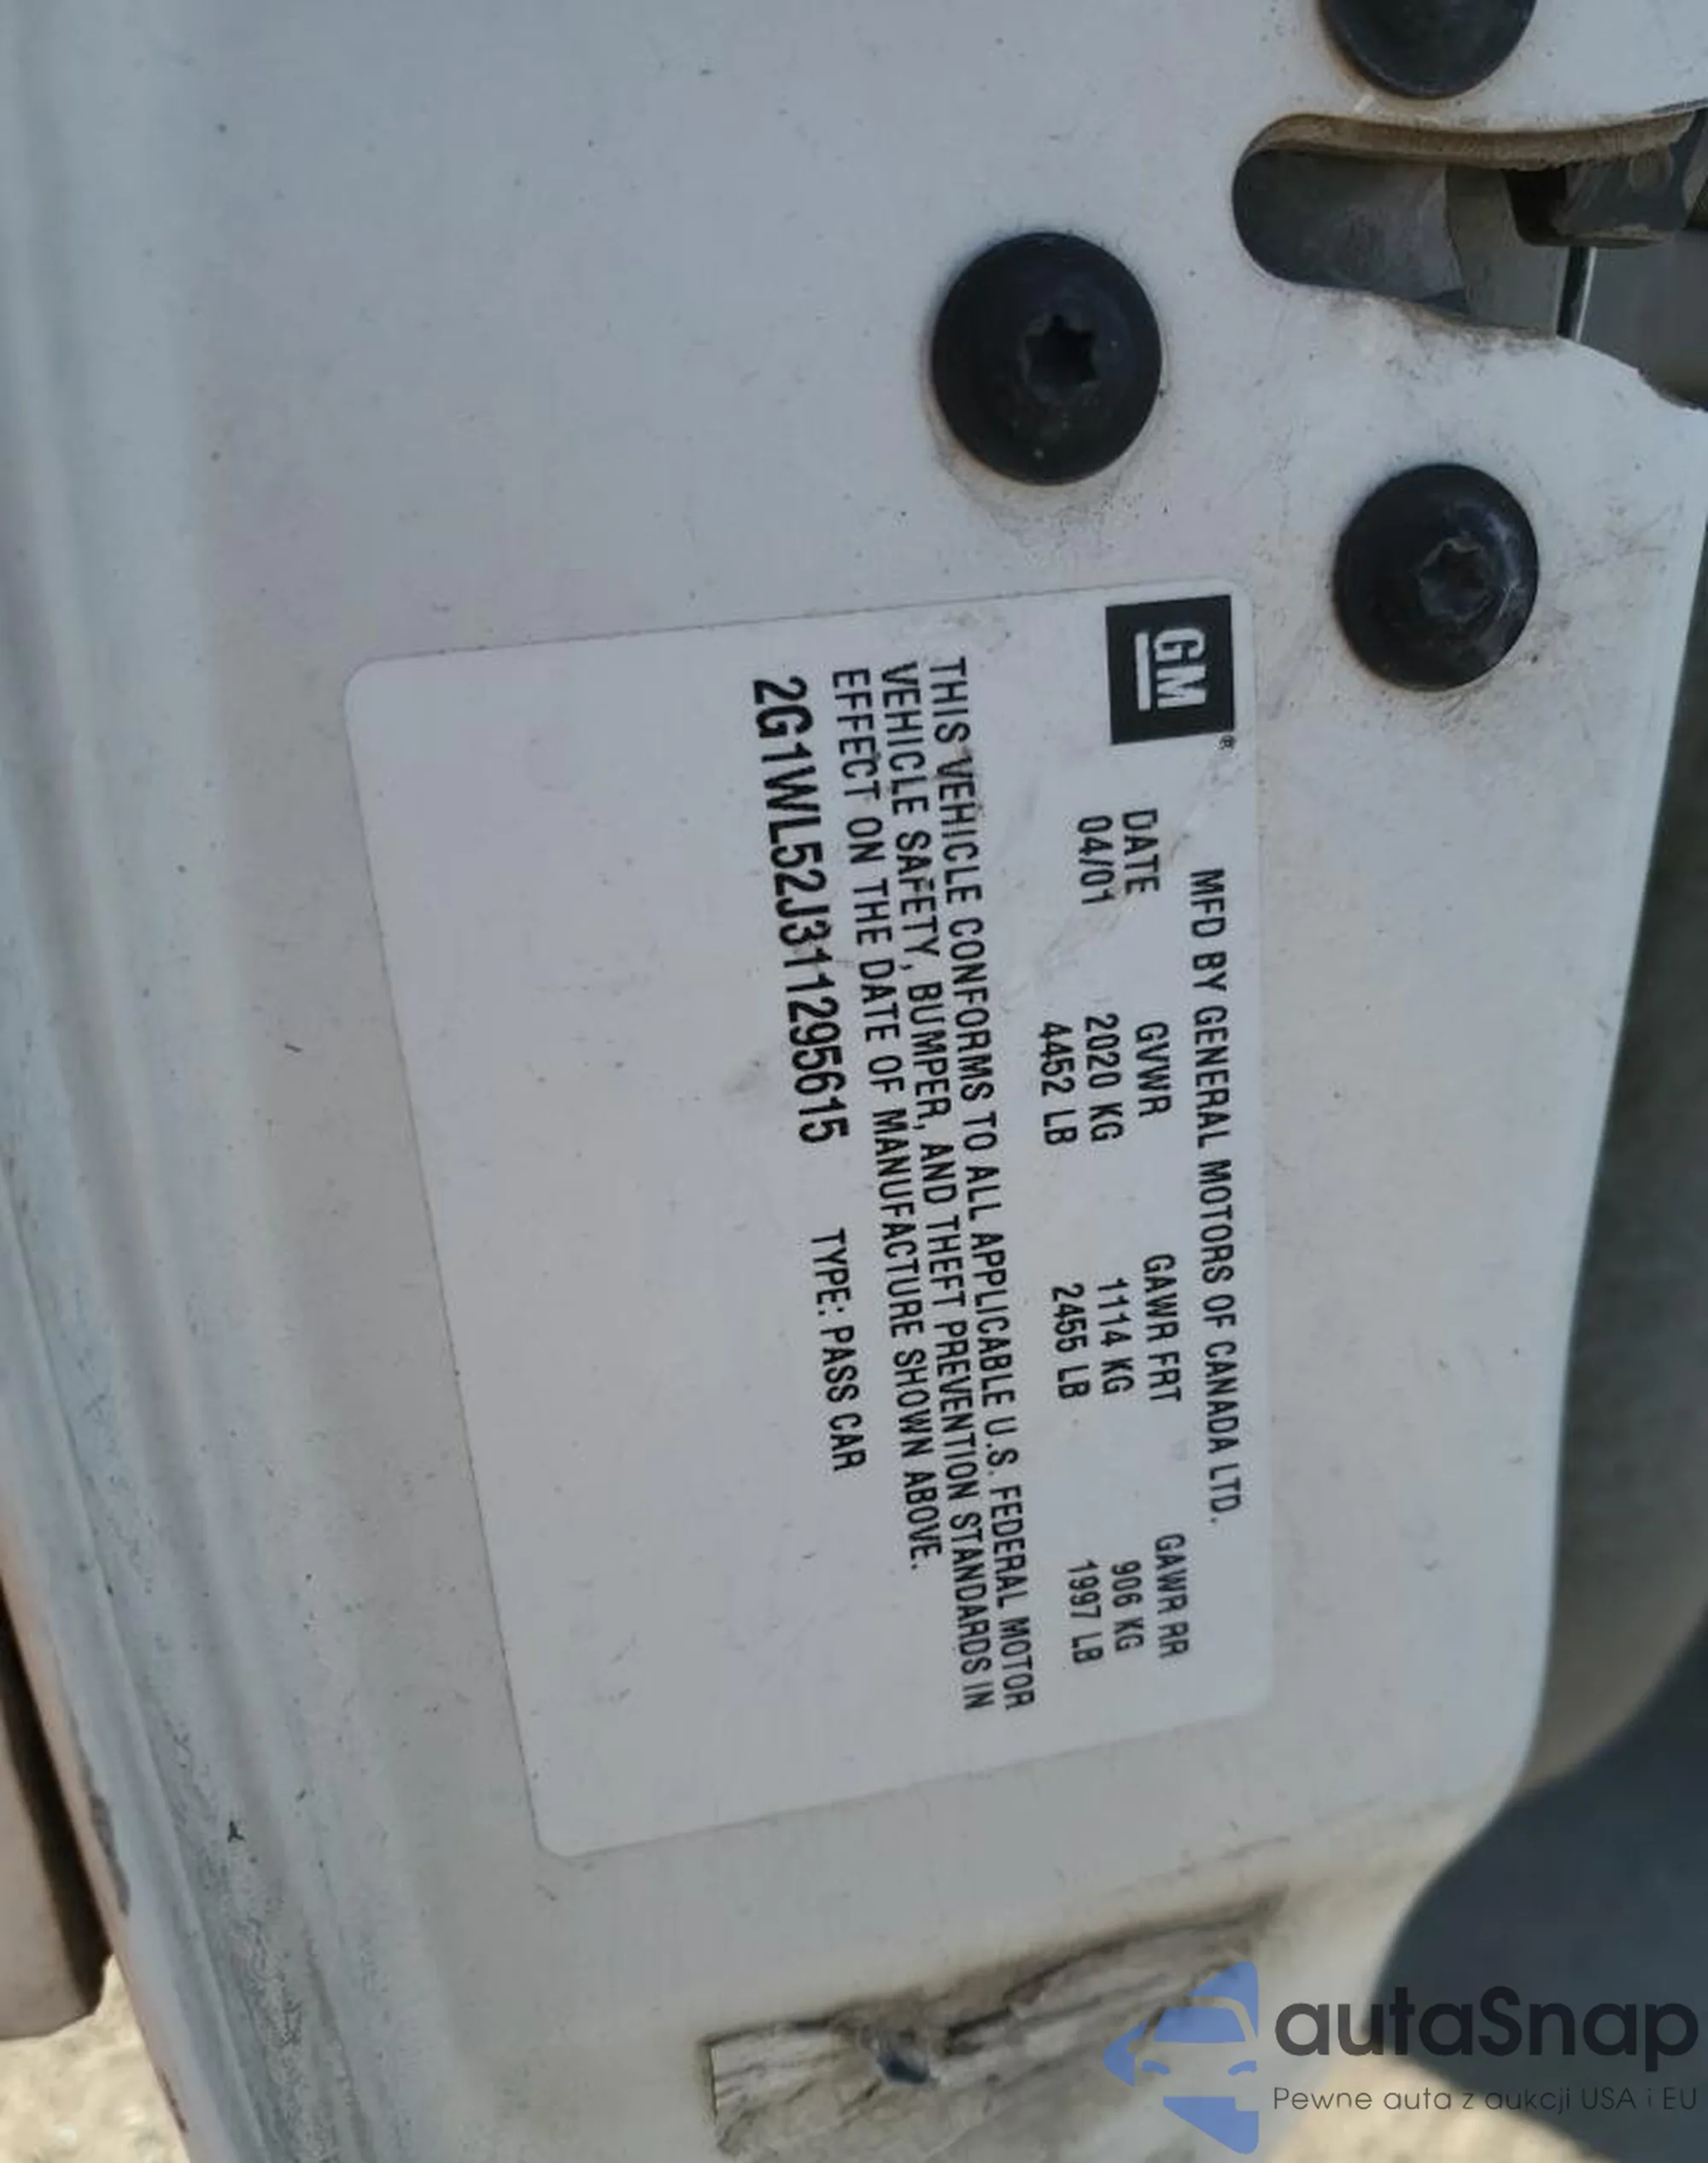 GM®
MFD BY GENERAL MOTORS OF CANADA LTD.
DATE GVWR GAWR FRT GAWR RR
04/01 2020 KG 1114 KG 906 KG
4452 LB 2455 LB 1997 LB
THIS VEHICLE CONFORMS TO ALL APPLICABLE U.S. FEDERAL MOTOR
VEHICLE SAFETY, BUMPER, AND THEFT PREVENTION STANDARDS IN
EFFECT ON THE DATE OF MANUFACTURE SHOWN ABOVE.
2G1WL52J311295615 TYPE: PASS CAR
autaSnap
Pewne auta z aukcji USA i EU